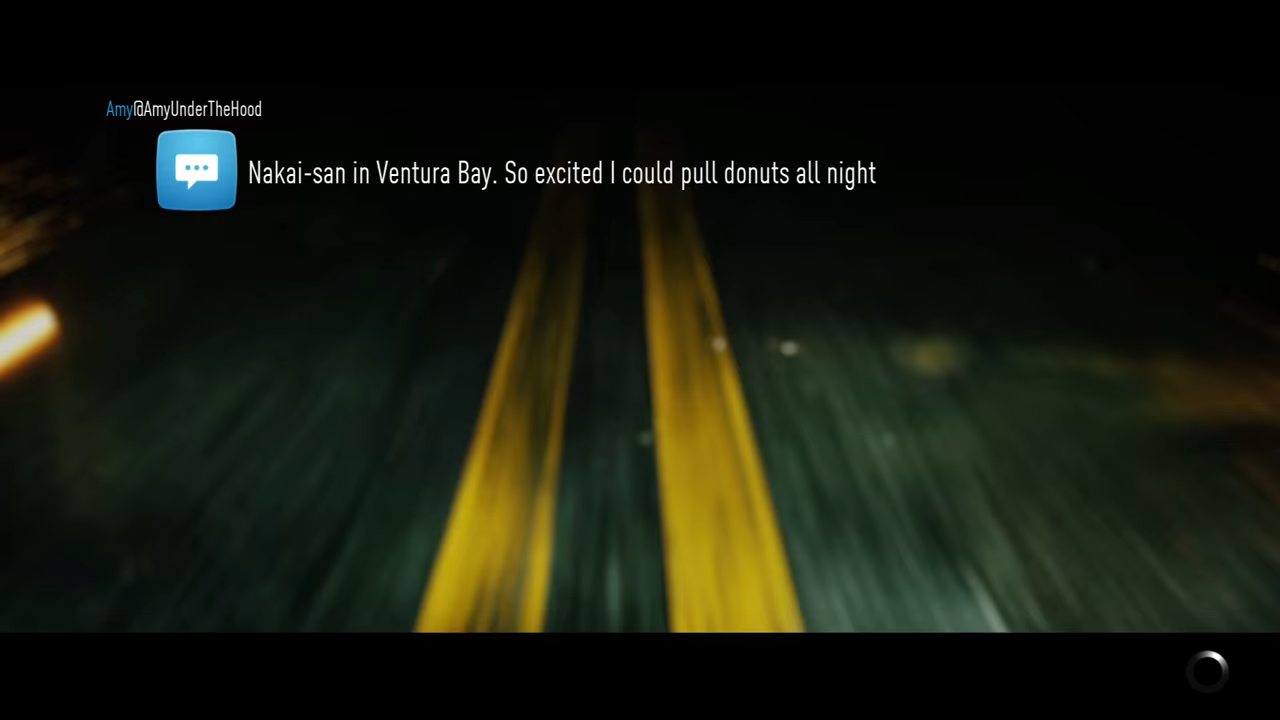 Amy@AmyUnderTheHood
Nakai-san in Ventura Bay. So excited I could pull donuts all night